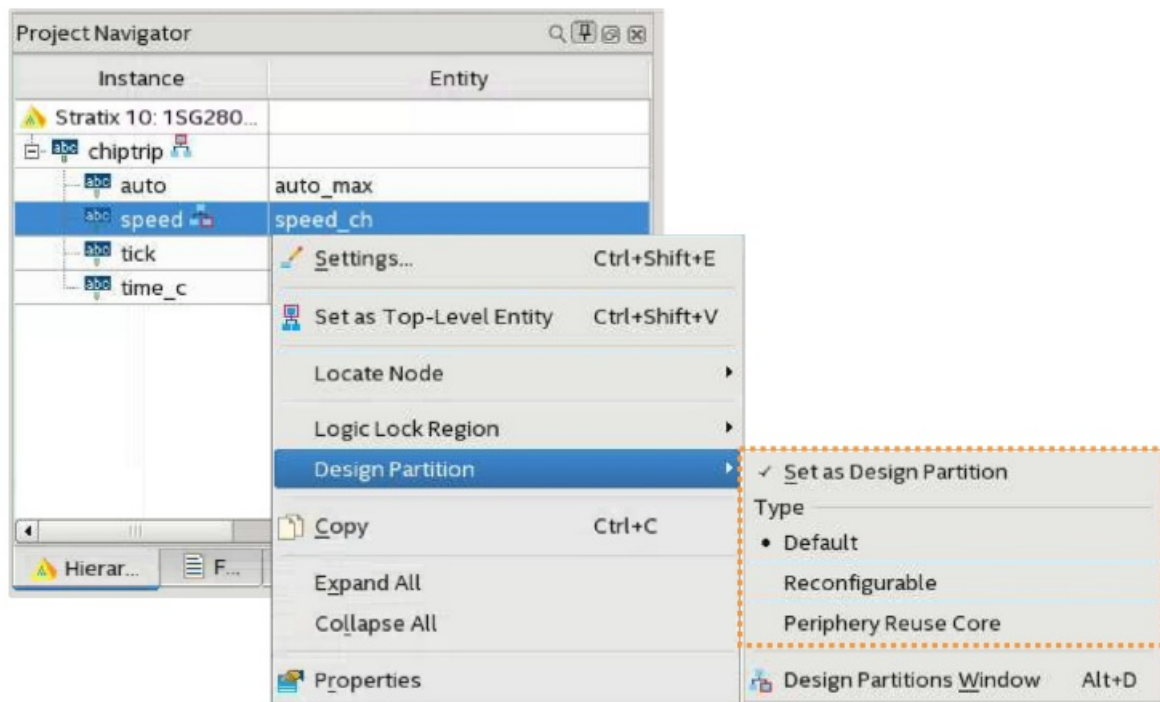 Project Navigator
Instance Entity
Stratix 10: 1SG280...
chiptrip
auto auto_max
speed speed_ch
tick
time_c
Settings... Ctrl+Shift+E
Set as Top-Level Entity Ctrl+Shift+V
Locate Node
Logic Lock Region
Design Partition
Copy Ctrl+C
Expand All
Collapse All
Properties
Set as Design Partition
Type
Default
Reconfigurable
Periphery Reuse Core
Design Partitions Window Alt+D
Hierar... F...